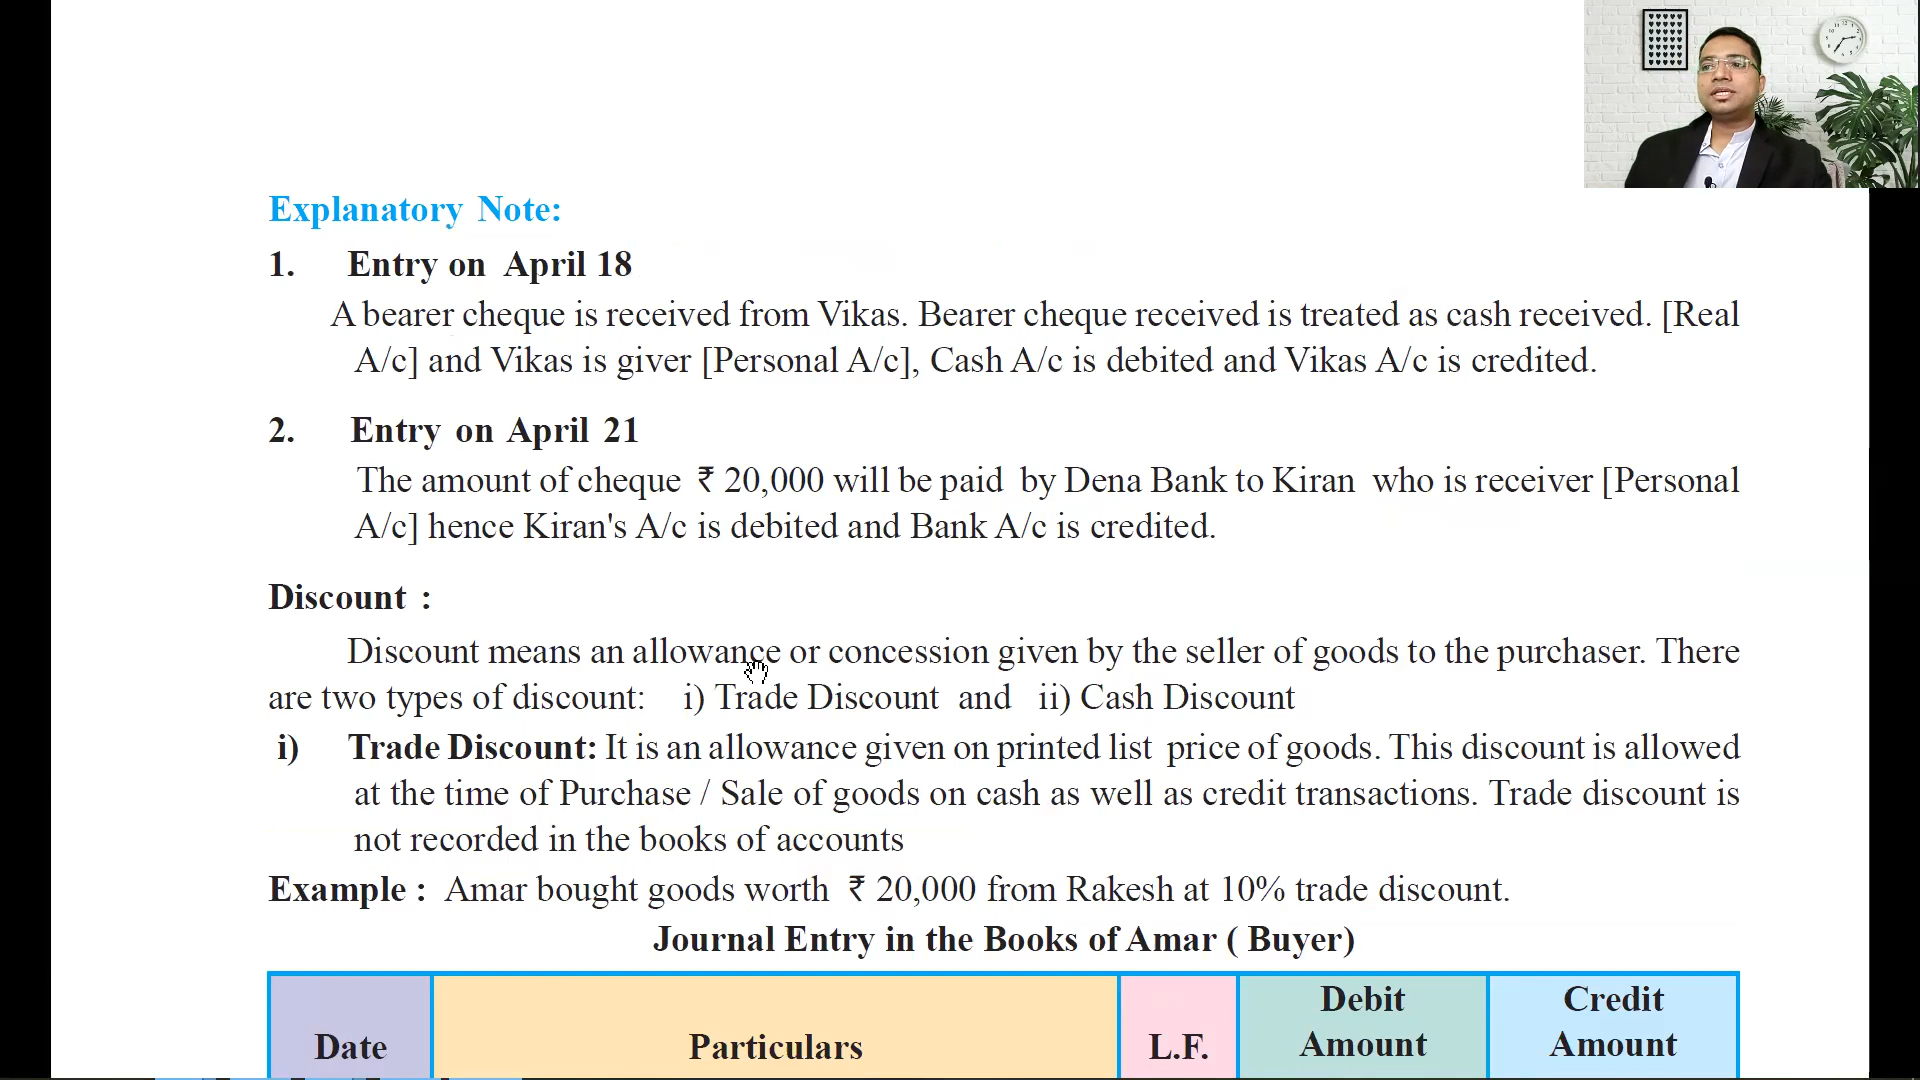 Explanatory Note:
1. Entry on April 18
A bearer cheque is received from Vikas. Bearer cheque received is treated as cash received. [Real
A/c] and Vikas is giver [Personal A/c], Cash A/c is debited and Vikas A/c is credited.
2. Entry on April 21
The amount of cheque ₹ 20,000 will be paid by Dena Bank to Kiran who is receiver [Personal
A/c] hence Kiran's A/c is debited and Bank A/c is credited.
Discount :
Discount means an allowance or concession given by the seller of goods to the purchaser. There
are two types of discount: i) Trade Discount and ii) Cash Discount
i) Trade Discount: It is an allowance given on printed list price of goods. This discount is allowed
at the time of Purchase / Sale of goods on cash as well as credit transactions. Trade discount is
not recorded in the books of accounts
Example : Amar bought goods worth ₹ 20,000 from Rakesh at 10% trade discount.
Journal Entry in the Books of Amar ( Buyer)
Date Particulars L.F. Debit Amount Credit Amount